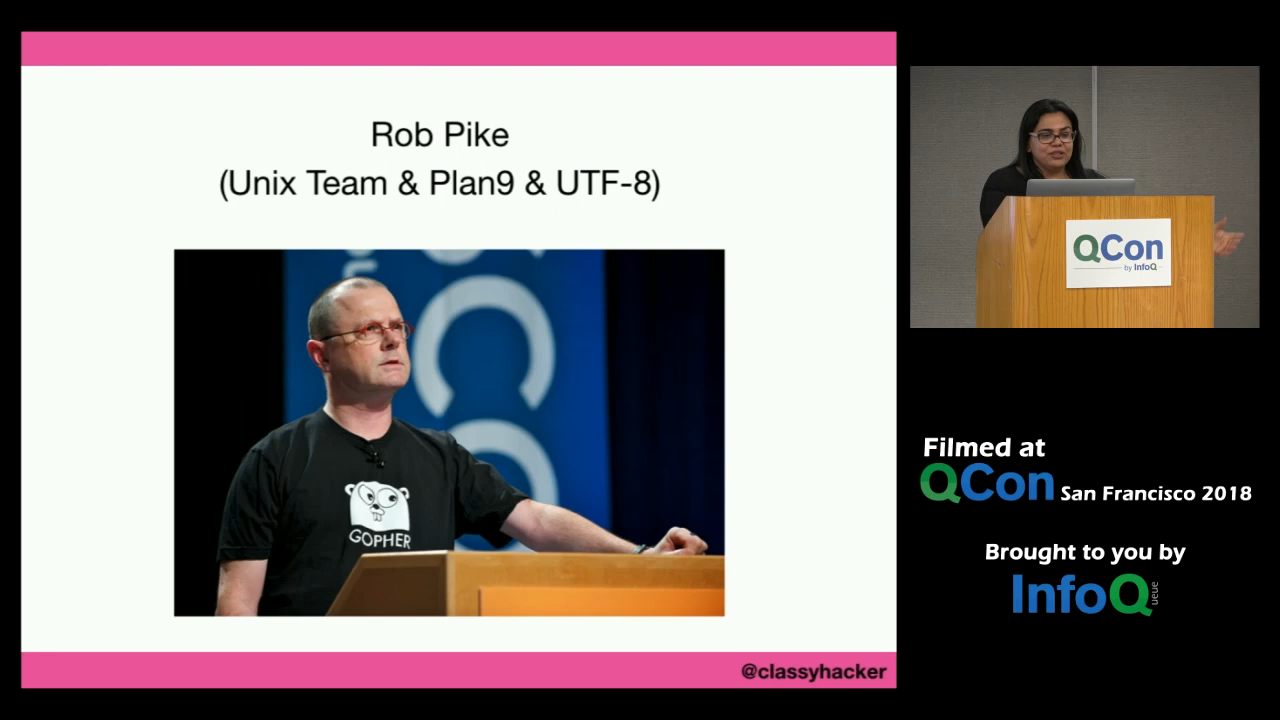 Rob Pike
(Unix Team & Plan9 & UTF-8)
GOPHER
@classyhacker
QCon
by InfoQ
Filmed at
QCon San Francisco 2018
Brought to you by
InfoQ
ueue